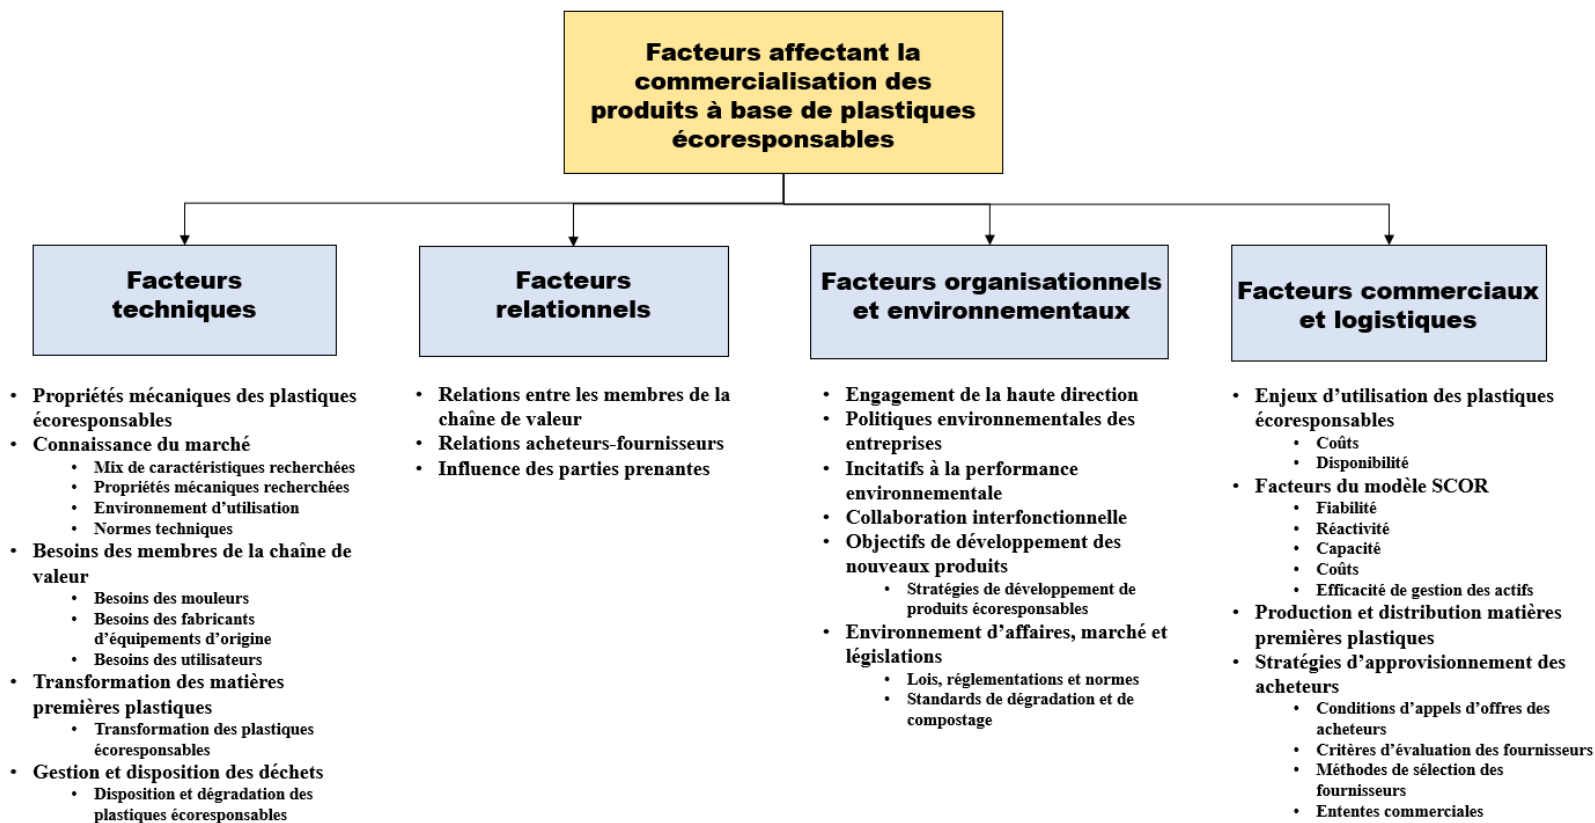 Facteurs affectant la
commercialisation des
produits à base de plastiques
écoresponsables
Facteurs
techniques
• Propriétés mécaniques des plastiques
écoresponsables
• Connaissance du marché
• Mix de caractéristiques recherchées
• Propriétés mécaniques recherchées
• Environnement d’utilisation
• Normes techniques
• Besoins des membres de la chaîne de
valeur
• Besoins des mouleurs
• Besoins des fabricants
d’équipements d’origine
• Besoins des utilisateurs
• Transformation des matières
premières plastiques
• Transformation des plastiques
écoresponsables
• Gestion et disposition des déchets
• Disposition et dégradation des
plastiques écoresponsables
Facteurs
relationnels
• Relations entre les membres de la
chaîne de valeur
• Relations acheteurs-fournisseurs
• Influence des parties prenantes
Facteurs organisationnels
et environnementaux
• Engagement de la haute direction
• Politiques environnementales des
entreprises
• Incitatifs à la performance
environnementale
• Collaboration interfonctionnelle
• Objectifs de développement des
nouveaux produits
• Stratégies de développement de
produits écoresponsables
• Environnement d’affaires, marché et
législations
• Lois, réglementations et normes
• Standards de dégradation et de
compostage
Facteurs commerciaux
et logistiques
• Enjeux d’utilisation des plastiques
écoresponsables
• Coûts
• Disponibilité
• Facteurs du modèle SCOR
• Fiabilité
• Réactivité
• Capacité
• Coûts
• Efficacité de gestion des actifs
• Production et distribution matières
premières plastiques
• Stratégies d’approvisionnement des
acheteurs
• Conditions d’appels d’offres des
acheteurs
• Critères d’évaluation des fournisseurs
• Méthodes de sélection des
fournisseurs
• Ententes commerciales